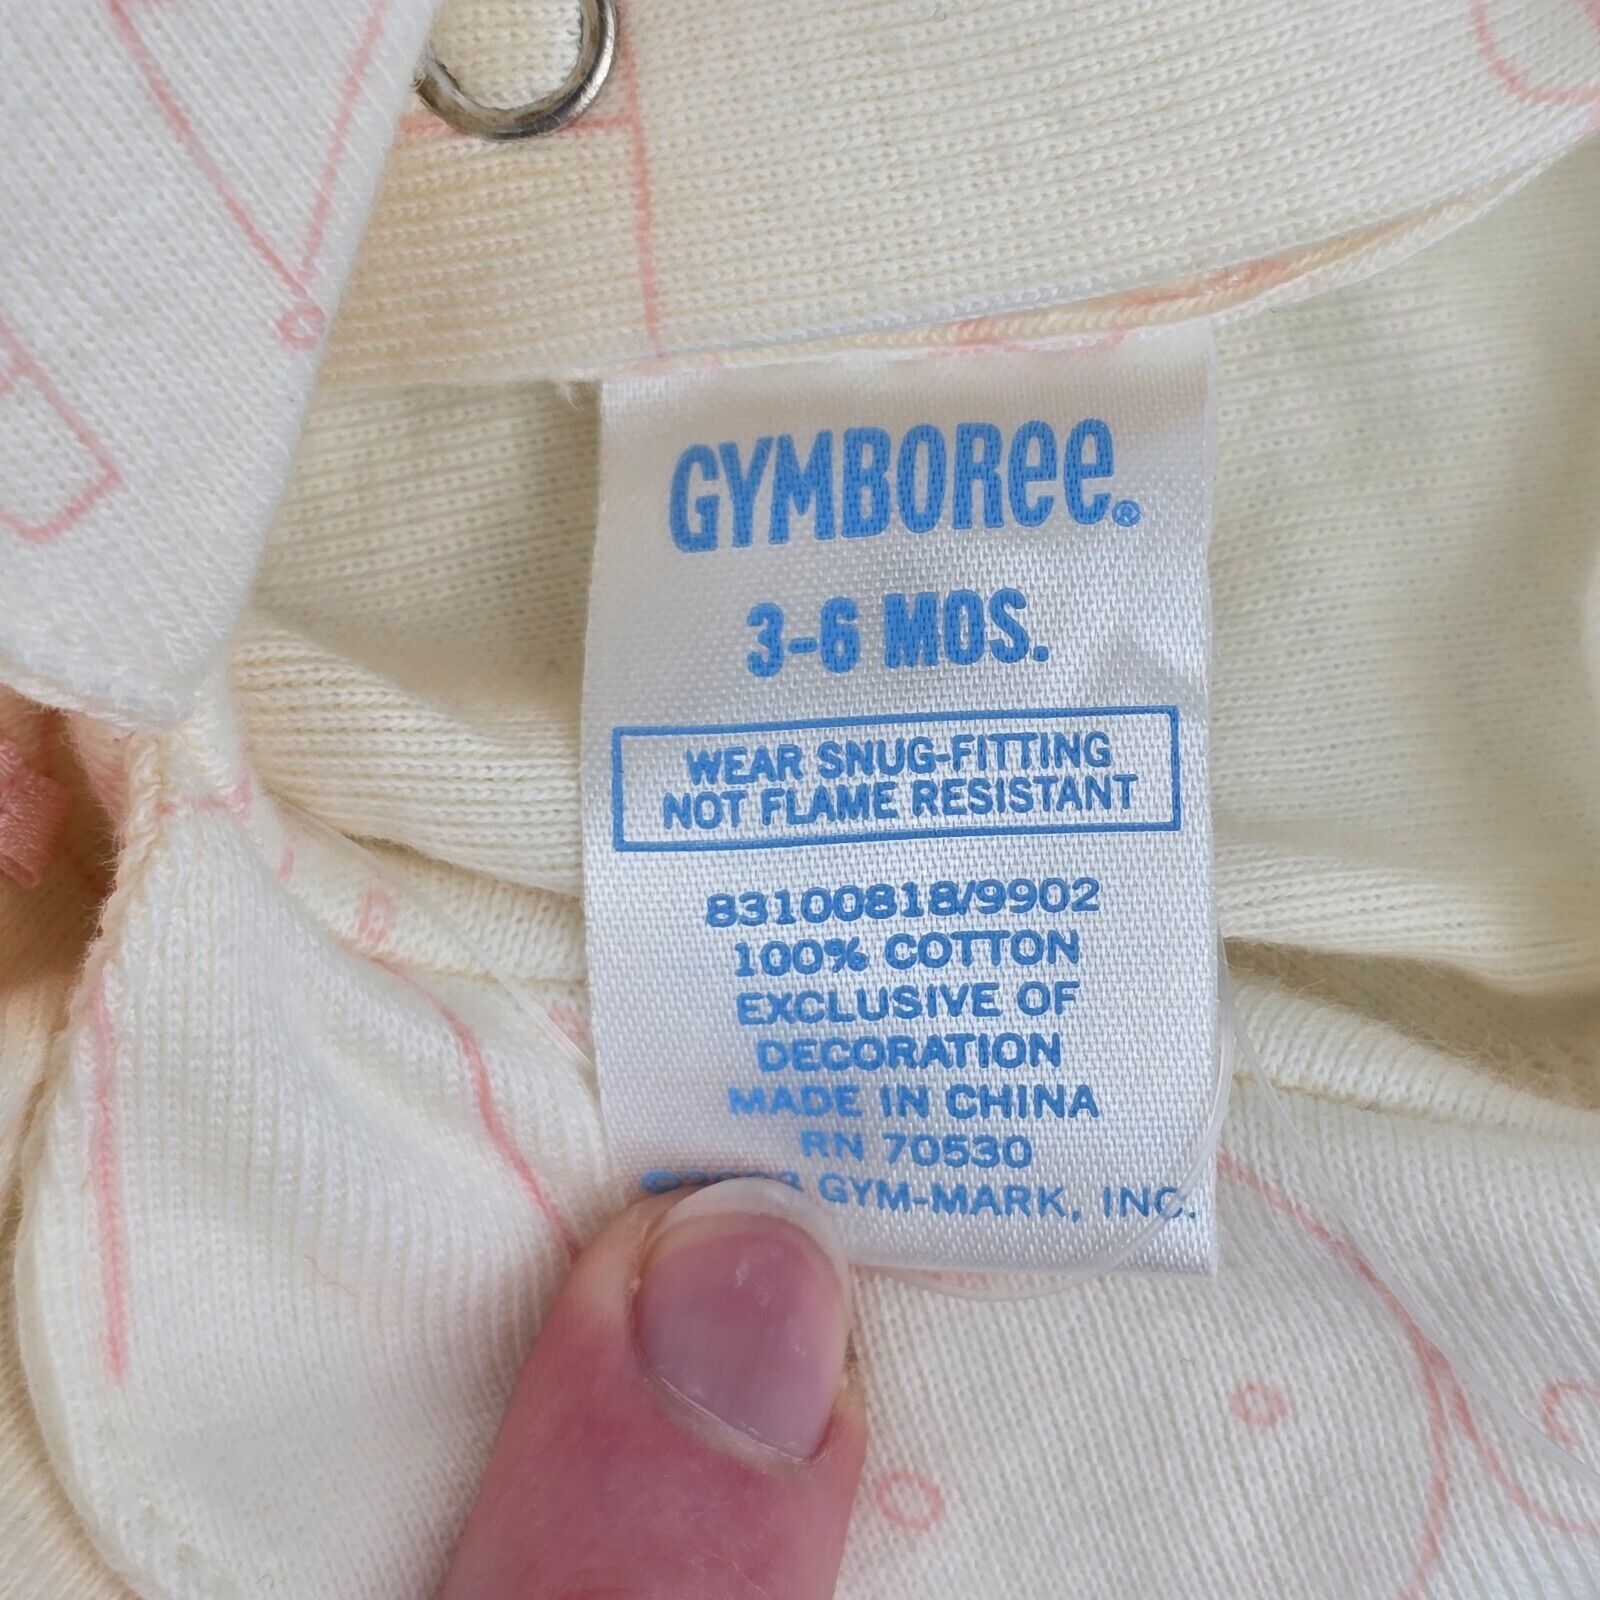 GYMBOREE®
3-6 MOS.
WEAR SNUG-FITTING
NOT FLAME RESISTANT
83100818/9902
100% COTTON
EXCLUSIVE OF
DECORATION
MADE IN CHINA
RN 70530
GYM-MARK, INC.